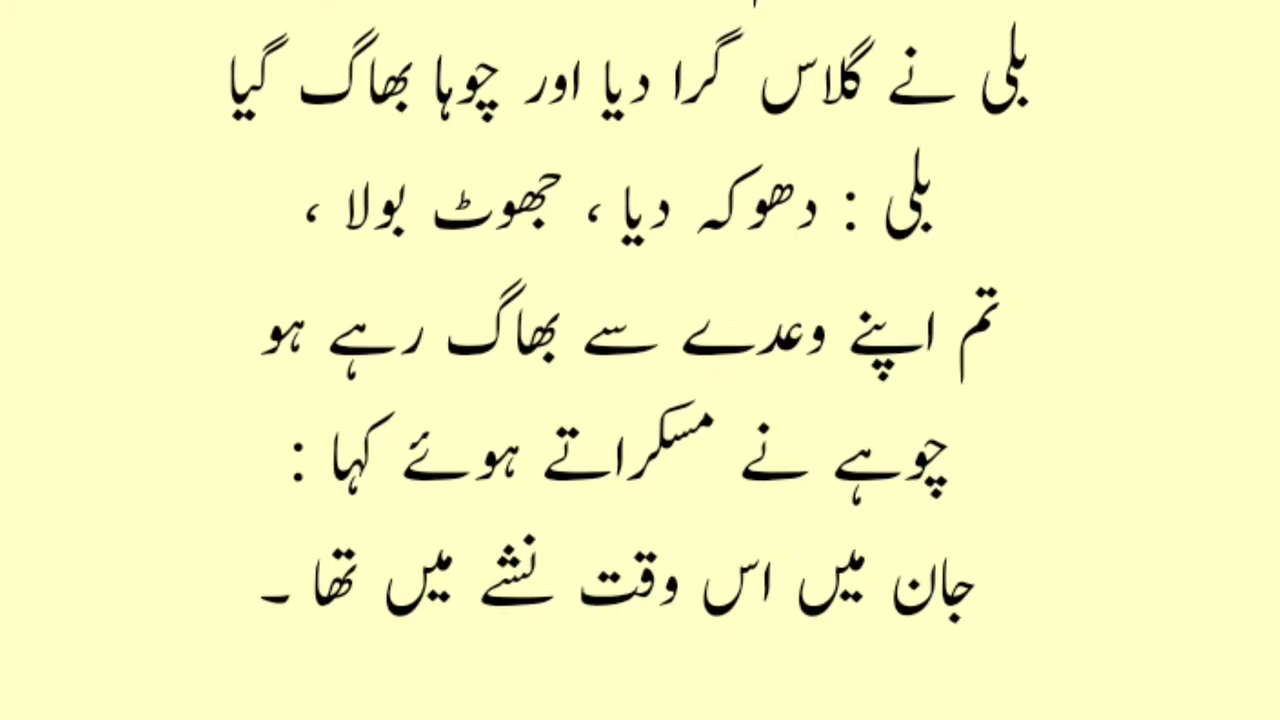 بلی نے گلاس گرا دیا اور چوہا بھاگ گیا
بلی : دھوکہ دیا ، جھوٹ بولا ،
تم اپنے وعدے سے بھاگ رہے ہو
چوہے نے مسکراتے ہوئے کہا :
جان میں اس وقت نشے میں تھا ۔